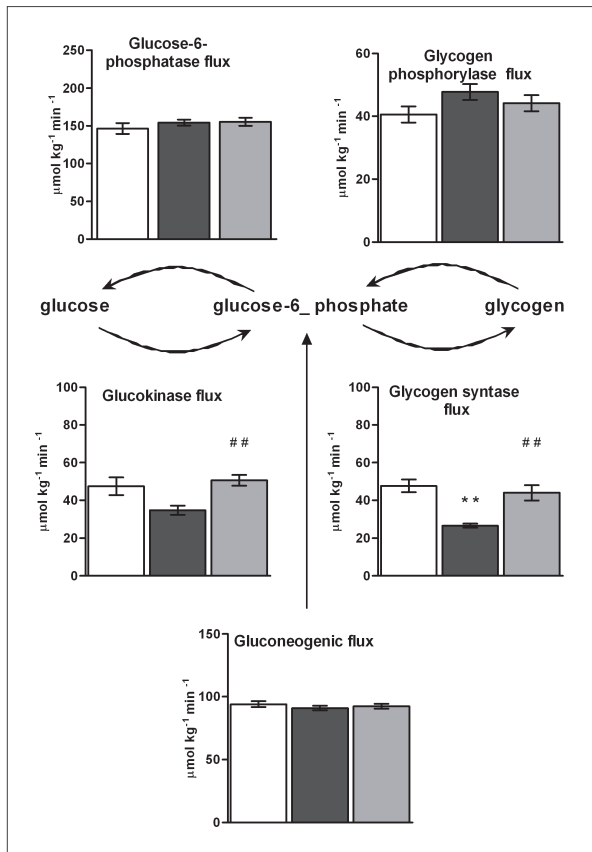 Glucose-6-
phosphatase flux
250
200
150
100
50
0
μmol kg⁻¹ min ⁻¹
Glycogen
phosphorylase flux
60
40
20
0
μmol kg⁻¹ min ⁻¹
glucose glucose-6_ phosphate glycogen
Glucokinase flux
100
80
60
40
20
0
μmol kg⁻¹ min ⁻¹
# #
Glycogen syntase
flux
100
80
60
40
20
0
μmol kg⁻¹ min ⁻¹
* *
# #
Gluconeogenic flux
150
100
50
0
μmol kg⁻¹ min ⁻¹